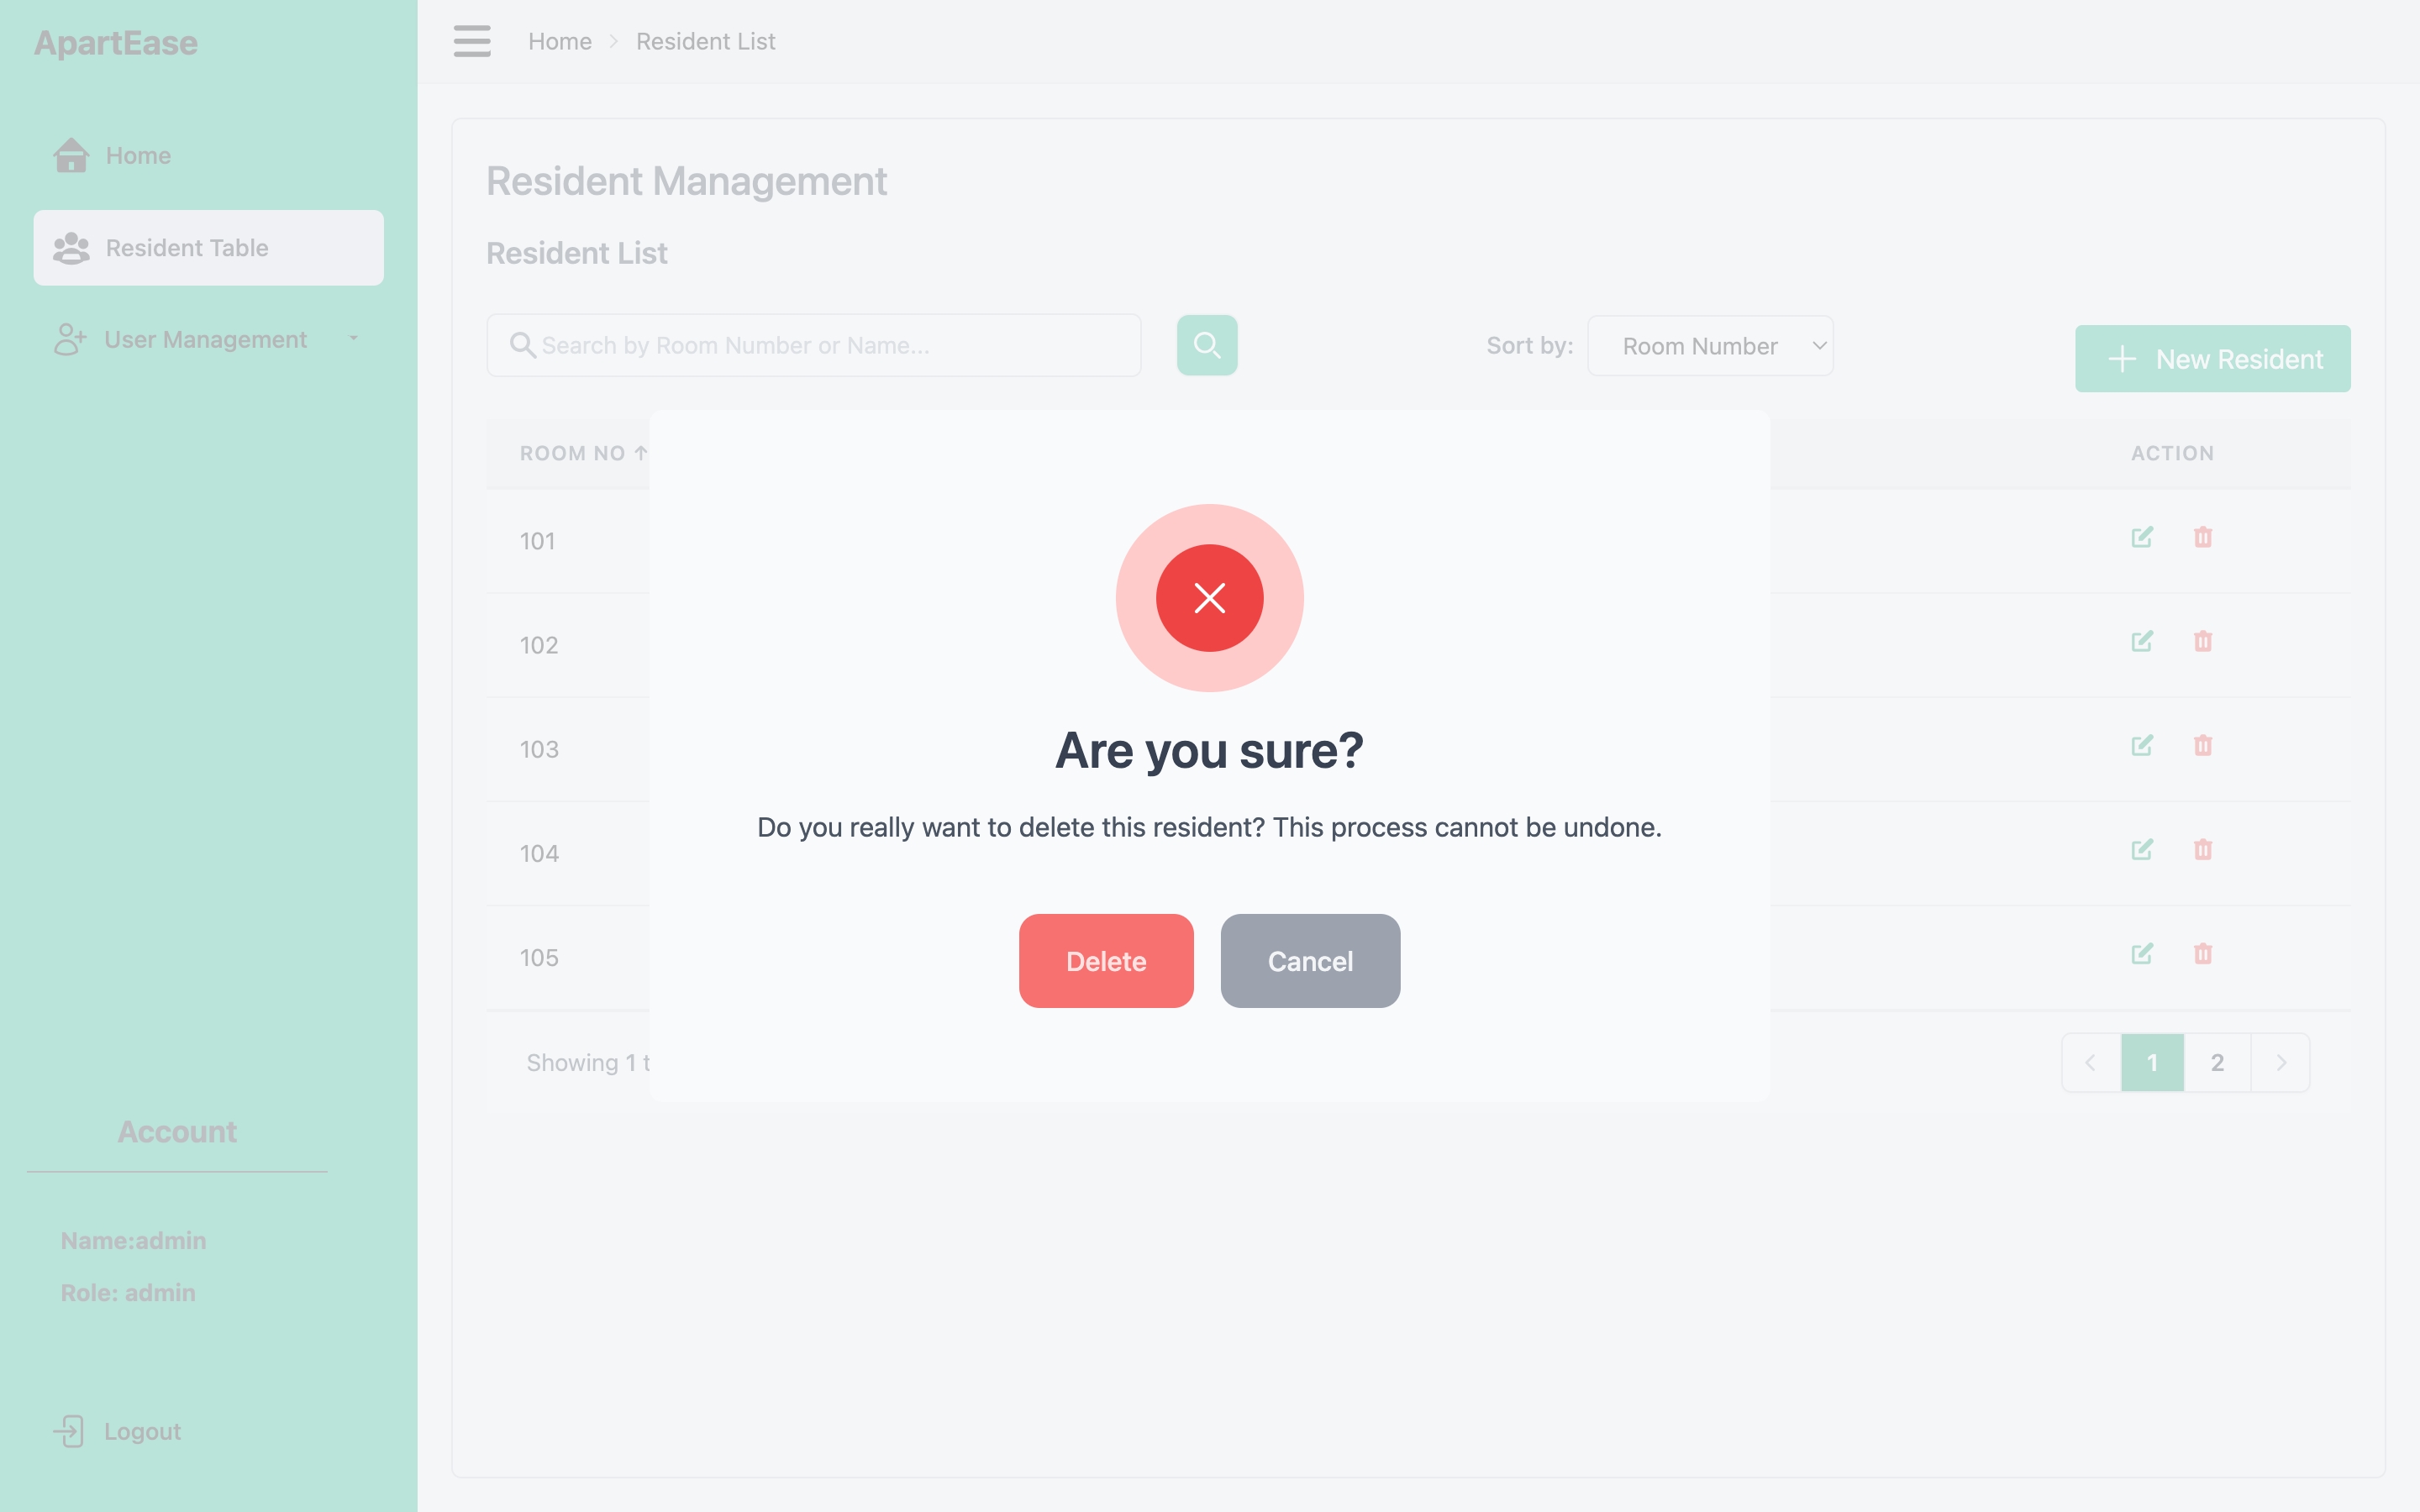 ApartEase
Home
Resident Table
User Management
Account
Name:admin
Role: admin
Logout
Home > Resident List
Resident Management
Resident List
Search by Room Number or Name...
Sort by: Room Number
New Resident
ROOM NO ↑ ACTION
101
102
103
104
105
Are you sure?
Do you really want to delete this resident? This process cannot be undone.
Delete Cancel
Showing 1 t
1 2